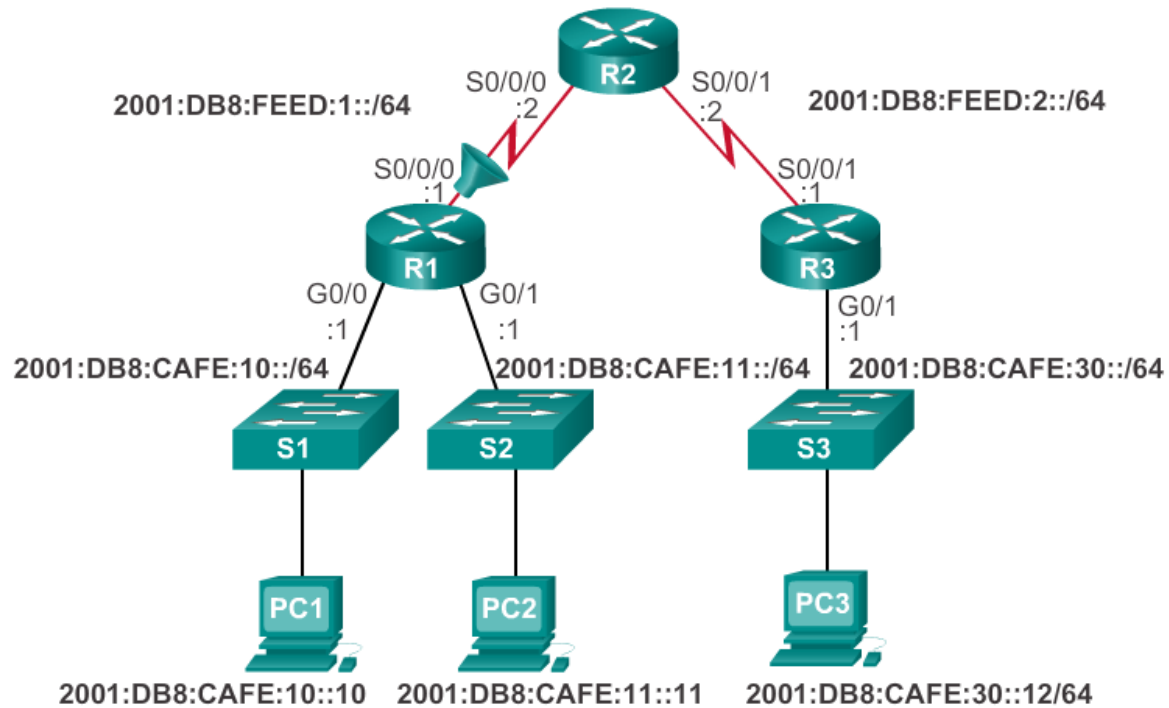 R2
S0/0/0
:2
S0/0/1
:2
2001:DB8:FEED:1::/64
2001:DB8:FEED:2::/64
S0/0/0
:1
S0/0/1
:1
R1
R3
G0/0
:1
G0/1
:1
G0/1
:1
2001:DB8:CAFE:10::/64
2001:DB8:CAFE:11::/64
2001:DB8:CAFE:30::/64
S1
S2
S3
PC1
PC2
PC3
2001:DB8:CAFE:10::10
2001:DB8:CAFE:11::11
2001:DB8:CAFE:30::12/64